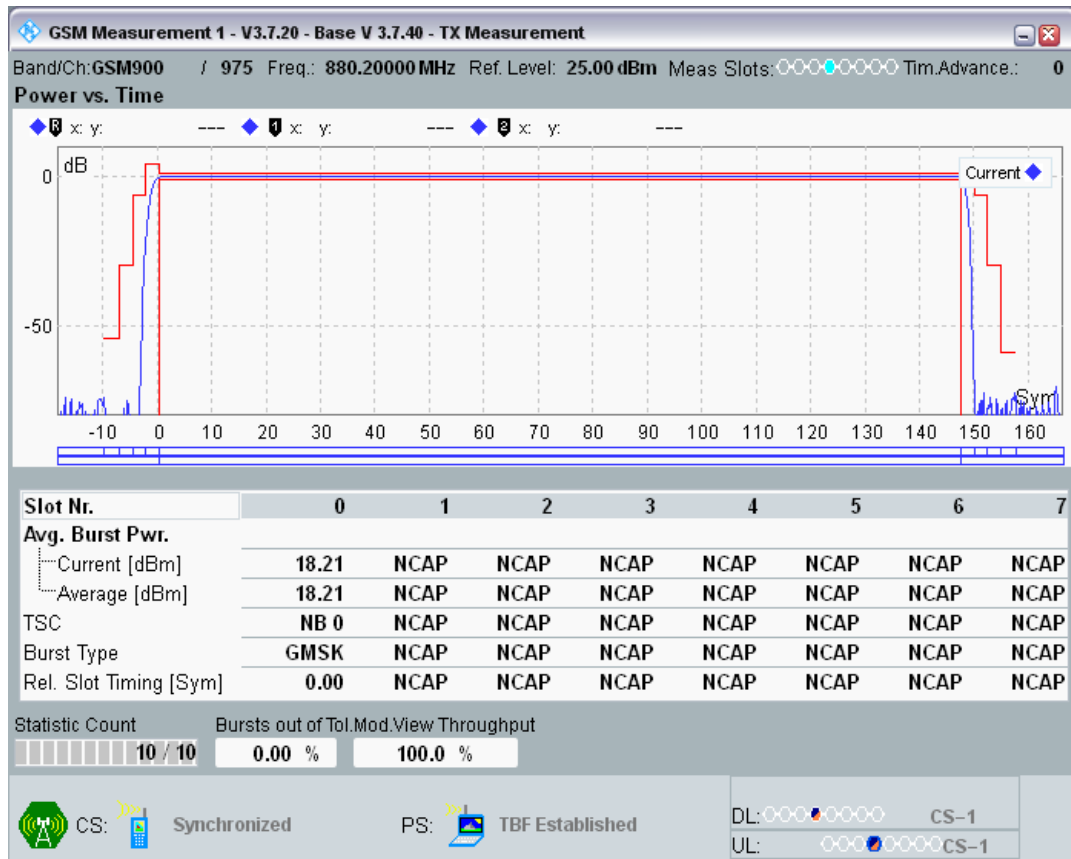 GSM Measurement 1 - V3.7.20 - Base V 3.7.40 - TX Measurement
Band/Ch:GSM900 / 975 Freq.: 880.20000 MHz Ref. Level: 25.00 dBm Meas Slots: Tim.Advance.: 0
Power vs. Time
R x: y: --- 1 x: y: --- 2 x: y: ---
dB
Current
0
-50
Sym
-10 0 10 20 30 40 50 60 70 80 90 100 110 120 130 140 150 160
Slot Nr. 0 1 2 3 4 5 6 7
Avg. Burst Pwr.
Current [dBm] 18.21 NCAP NCAP NCAP NCAP NCAP NCAP NCAP
Average [dBm] 18.21 NCAP NCAP NCAP NCAP NCAP NCAP NCAP
TSC NB 0 NCAP NCAP NCAP NCAP NCAP NCAP NCAP
Burst Type GMSK NCAP NCAP NCAP NCAP NCAP NCAP NCAP
Rel. Slot Timing [Sym] 0.00 NCAP NCAP NCAP NCAP NCAP NCAP NCAP
Statistic Count Bursts out of Tol.Mod.View Throughput
10 / 10 0.00 % 100.0 %
CS: Synchronized PS: TBF Established DL: CS-1
UL: CS-1